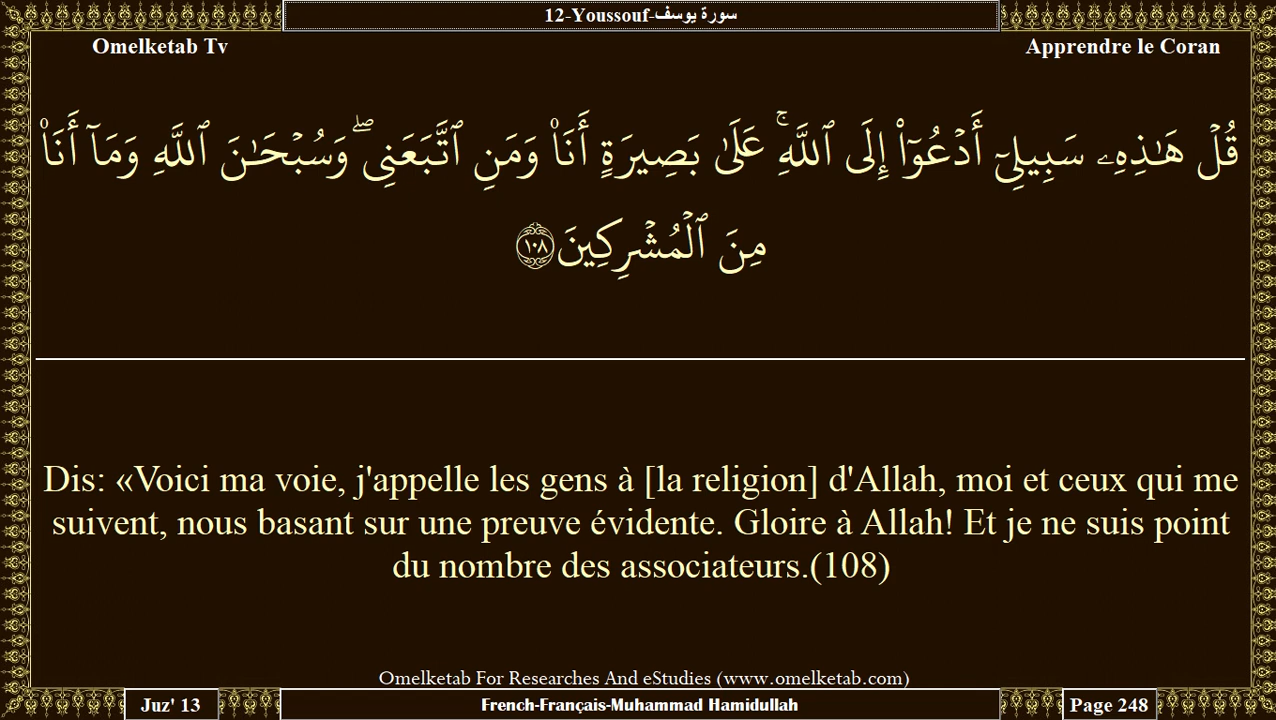 12-Youssouf-سورة يوسف
Omelketab Tv
Apprendre le Coran
قُلْ هَـٰذِهِۦ سَبِيلِىٓ أَدْعُوٓا۟ إِلَى ٱللَّهِ ۚ عَلَىٰ بَصِيرَةٍ أَنَا۠ وَمَنِ ٱتَّبَعَنِى ۖ وَسُبْحَـٰنَ ٱللَّهِ وَمَآ أَنَا۠
مِنَ ٱلْمُشْرِكِينَ ١٠٨
Dis: «Voici ma voie, j'appelle les gens à [la religion] d'Allah, moi et ceux qui me
suivent, nous basant sur une preuve évidente. Gloire à Allah! Et je ne suis point
du nombre des associateurs.(108)
Omelketab For Researches And eStudies (www.omelketab.com)
Juz' 13
French-Français-Muhammad Hamidullah
Page 248